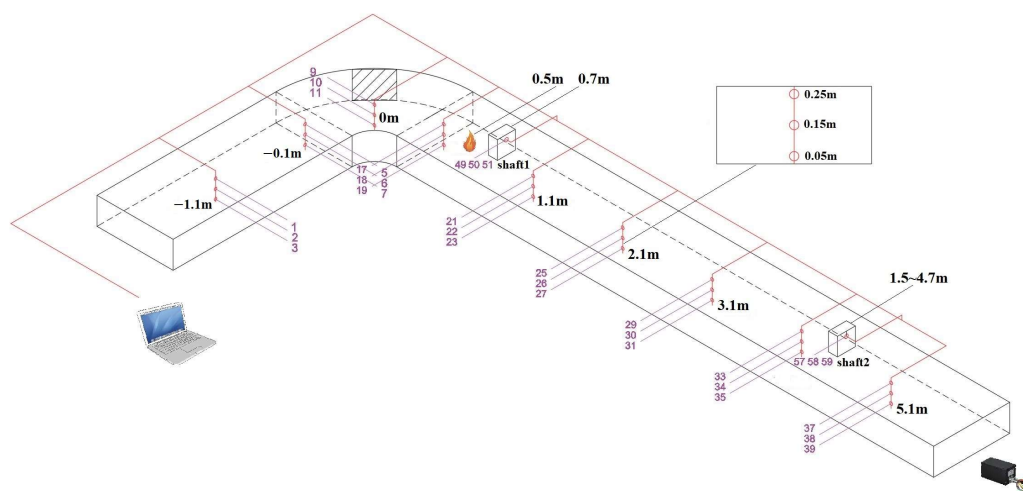 9
10
11
0m
0.5m
0.7m
0.25m
0.15m
0.05m
−0.1m
17
18
19
5
6
7
49 50 51
shaft1
−1.1m
1
2
3
1.1m
21
22
23
2.1m
25
26
27
1.5~4.7m
3.1m
29
30
31
57 58 59
shaft2
33
34
35
5.1m
37
38
39